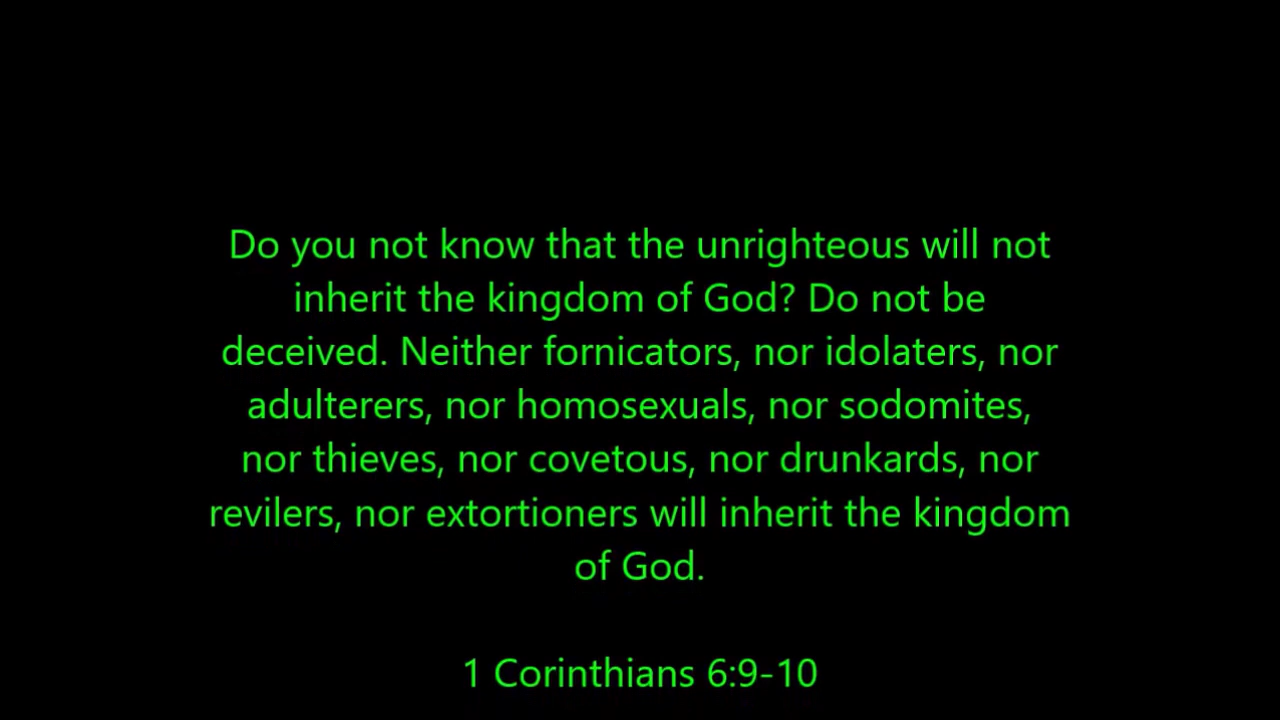 Do you not know that the unrighteous will not
inherit the kingdom of God? Do not be
deceived. Neither fornicators, nor idolaters, nor
adulterers, nor homosexuals, nor sodomites,
nor thieves, nor covetous, nor drunkards, nor
revilers, nor extortioners will inherit the kingdom
of God.
1 Corinthians 6:9-10